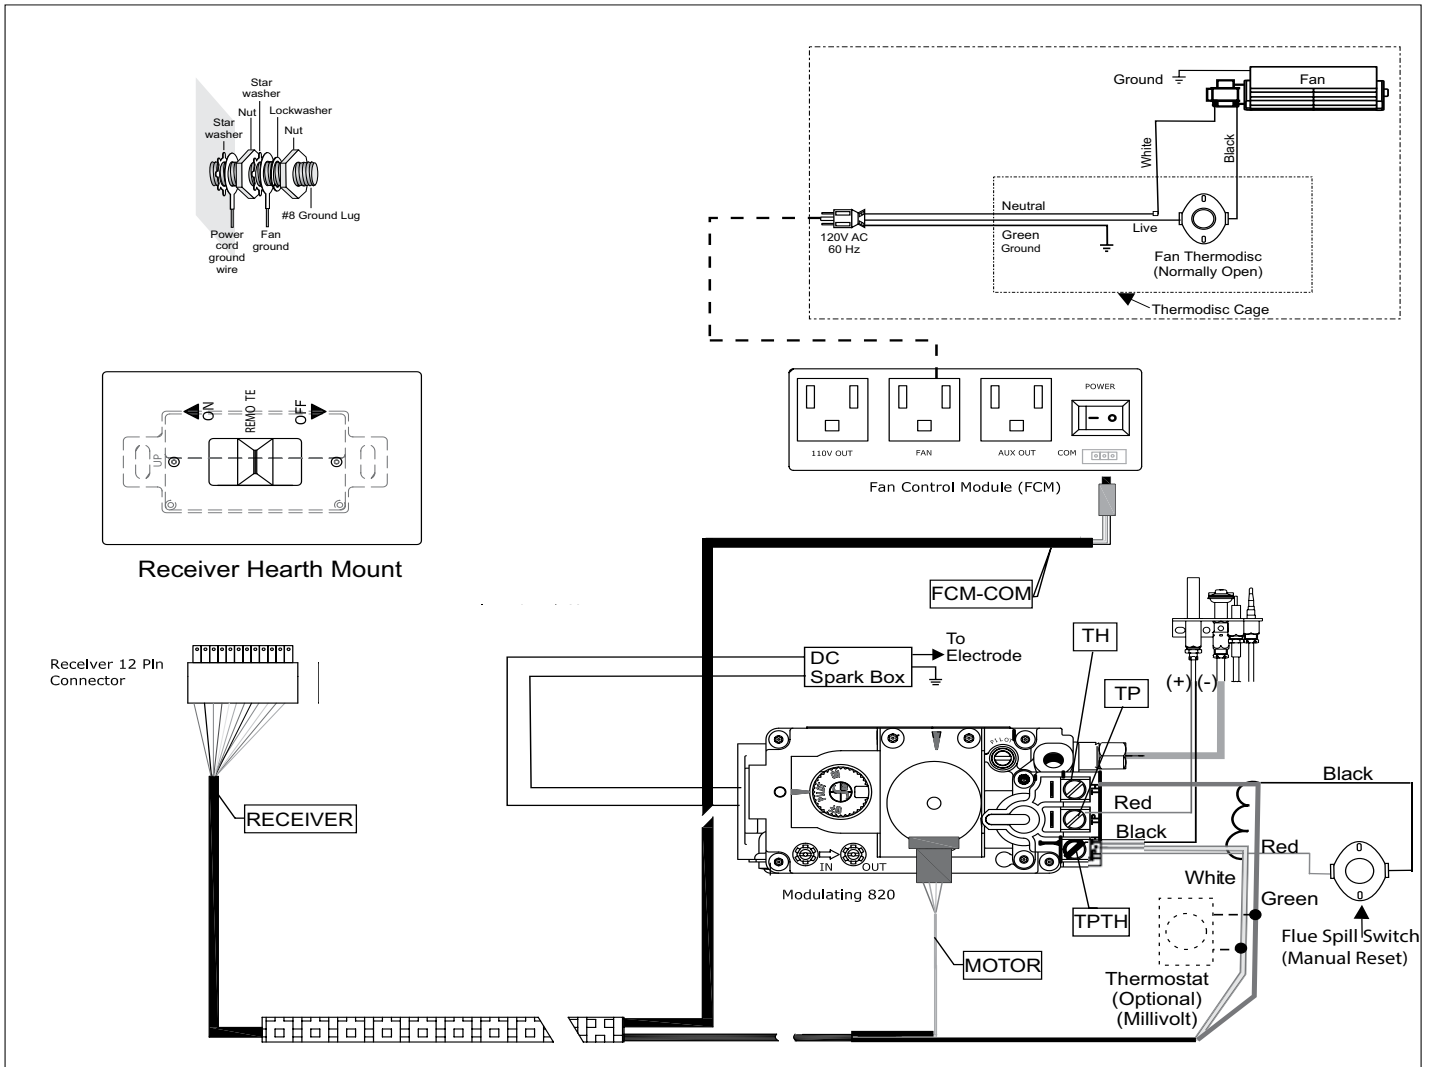 Star
washer
Nut
Lockwasher
Star
washer
Nut
#8 Ground Lug
Power
cord
ground
wire
Fan
ground
Ground
Fan
White
Black
Neutral
Live
Green
Ground
120V AC
60 Hz
Fan Thermodisc
(Normally Open)
Thermodisc Cage
ON
REMO TE
OFF
UP
Receiver Hearth Mount
POWER
110V OUT
FAN
AUX OUT
COM
Fan Control Module (FCM)
FCM-COM
Receiver 12 Pin
Connector
RECEIVER
DC
Spark Box
To
Electrode
TH
TP
(+)
(-)
PILOT
Red
Black
Black
Red
IN
OUT
Modulating 820
TPTH
MOTOR
White
Green
Flue Spill Switch
(Manual Reset)
Thermostat
(Optional)
(Millivolt)